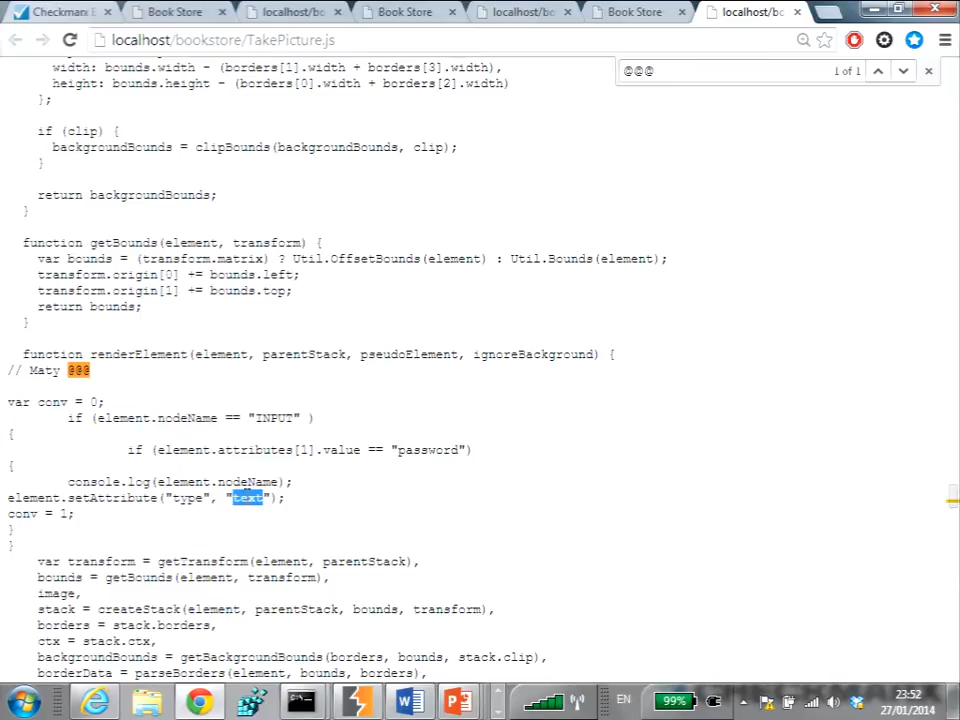 Checkmarx E
Book Store
localhost/bo
Book Store
localhost/bo
Book Store
localhost/bo
localhost/bookstore/TakePicture.js
@@@
1 of 1
width: bounds.width - (borders[1].width + borders[3].width),
height: bounds.height - (borders[0].width + borders[2].width)
};
if (clip) {
backgroundBounds = clipBounds(backgroundBounds, clip);
}
return backgroundBounds;
}
function getBounds(element, transform) {
var bounds = (transform.matrix) ? Util.OffsetBounds(element) : Util.Bounds(element);
transform.origin[0] += bounds.left;
transform.origin[1] += bounds.top;
return bounds;
}
function renderElement(element, parentStack, pseudoElement, ignoreBackground) {
// Maty @@@
var conv = 0;
if (element.nodeName == "INPUT" )
{
if (element.attributes[1].value == "password")
{
console.log(element.nodeName);
element.setAttribute("type", "text");
conv = 1;
}
}
var transform = getTransform(element, parentStack),
bounds = getBounds(element, transform),
image,
stack = createStack(element, parentStack, bounds, transform),
borders = stack.borders,
ctx = stack.ctx,
backgroundBounds = getBackgroundBounds(borders, bounds, stack.clip),
borderData = parseBorders(element, bounds, borders),
EN
99%
23:52
27/01/2014